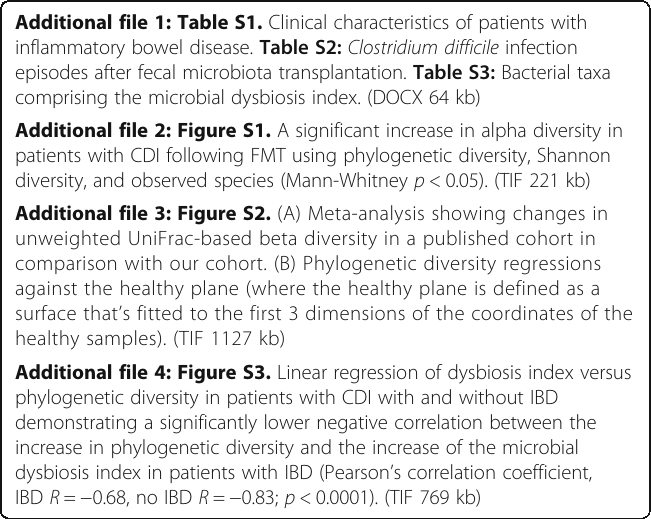 Additional file 1: Table S1. Clinical characteristics of patients with
inflammatory bowel disease. Table S2: Clostridium difficile infection
episodes after fecal microbiota transplantation. Table S3: Bacterial taxa
comprising the microbial dysbiosis index. (DOCX 64 kb)
Additional file 2: Figure S1. A significant increase in alpha diversity in
patients with CDI following FMT using phylogenetic diversity, Shannon
diversity, and observed species (Mann-Whitney p < 0.05). (TIF 221 kb)
Additional file 3: Figure S2. (A) Meta-analysis showing changes in
unweighted UniFrac-based beta diversity in a published cohort in
comparison with our cohort. (B) Phylogenetic diversity regressions
against the healthy plane (where the healthy plane is defined as a
surface that's fitted to the first 3 dimensions of the coordinates of the
healthy samples). (TIF 1127 kb)
Additional file 4: Figure S3. Linear regression of dysbiosis index versus
phylogenetic diversity in patients with CDI with and without IBD
demonstrating a significantly lower negative correlation between the
increase in phylogenetic diversity and the increase of the microbial
dysbiosis index in patients with IBD (Pearson's correlation coefficient,
IBD R = −0.68, no IBD R = −0.83; p < 0.0001). (TIF 769 kb)